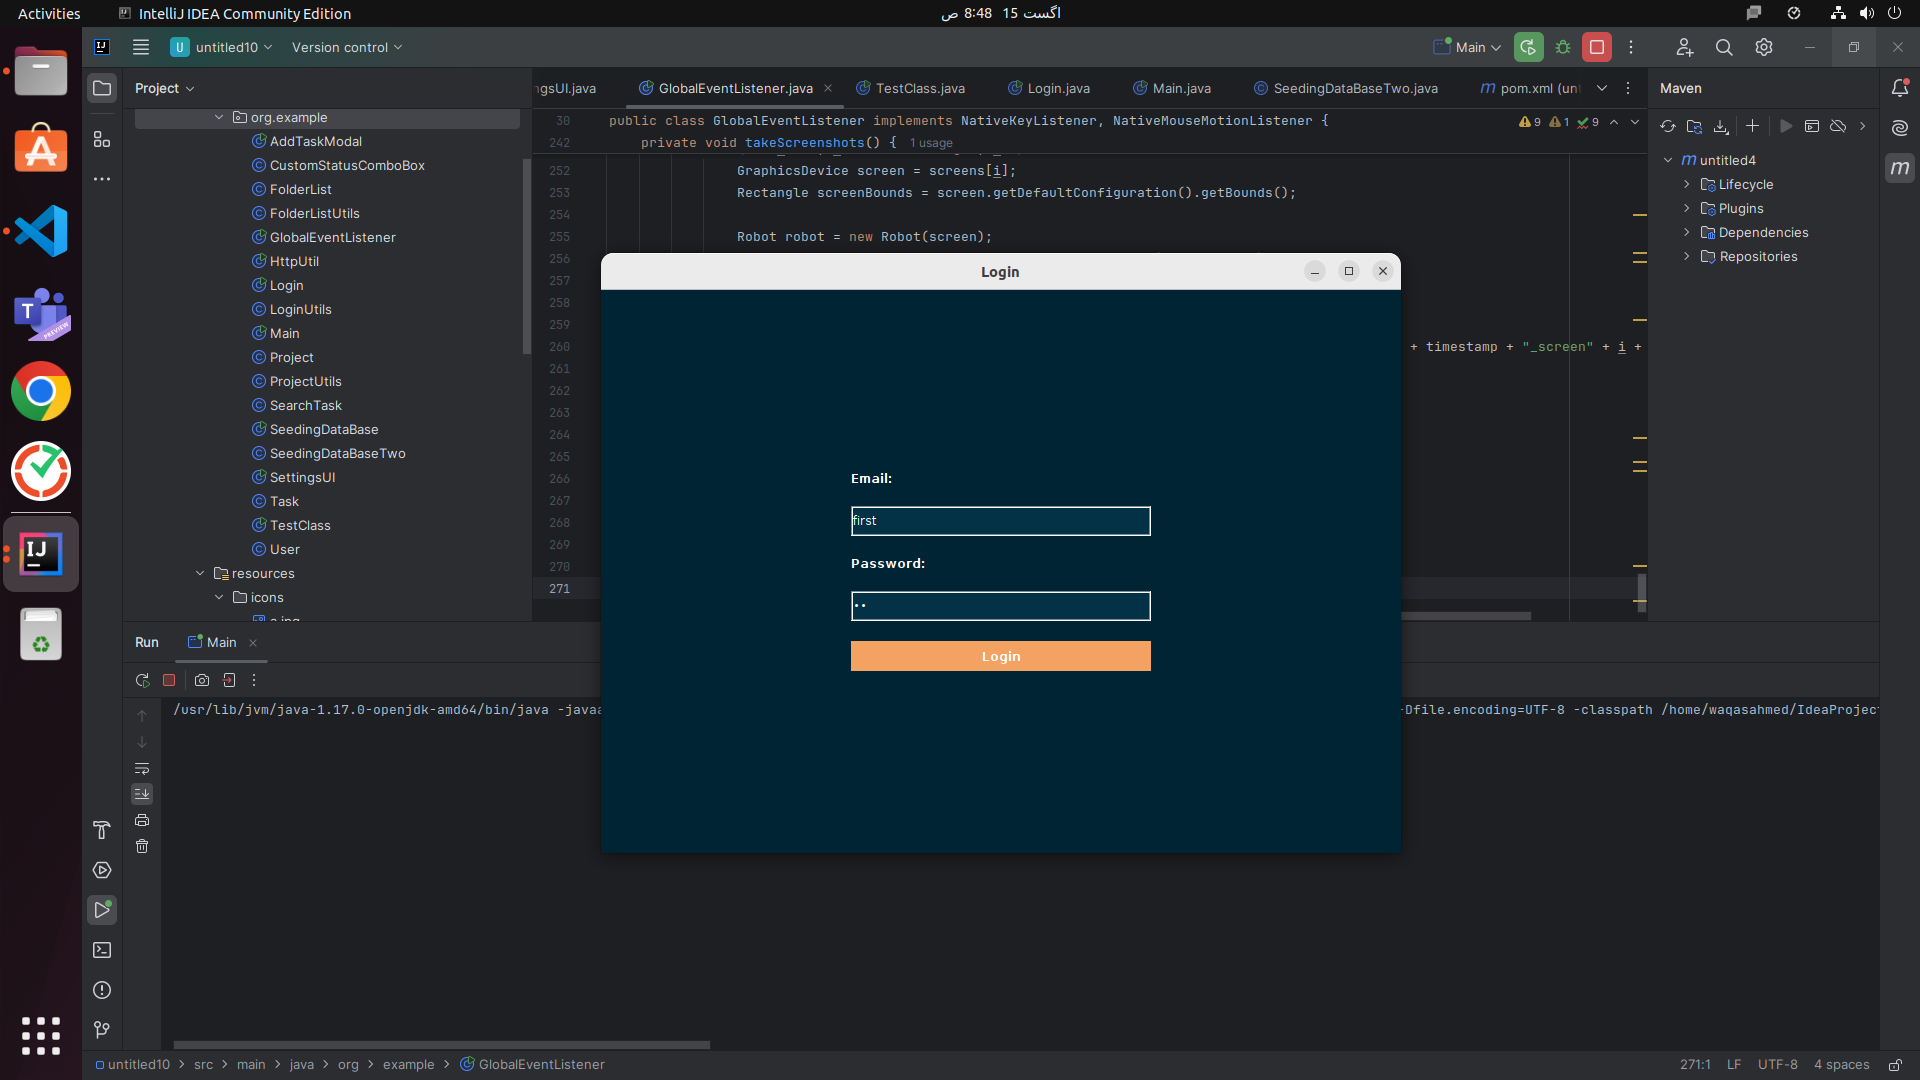 Activities
IntelliJ IDEA Community Edition
اگست 15 8:48 ص
U untitled10
Version control
Main
Project
ngsUI.java
GlobalEventListener.java
TestClass.java
Login.java
Main.java
SeedingDataBaseTwo.java
pom.xml (unt
Maven
org.example
AddTaskModal
CustomStatusComboBox
FolderList
FolderListUtils
GlobalEventListener
HttpUtil
Login
LoginUtils
Main
Project
ProjectUtils
SearchTask
SeedingDataBase
SeedingDataBaseTwo
SettingsUI
Task
TestClass
User
resources
icons
30 public class GlobalEventListener implements NativeKeyListener, NativeMouseMotionListener {
9 1 9
242 private void takeScreenshots() { 1 usage
252 GraphicsDevice screen = screens[i];
253 Rectangle screenBounds = screen.getDefaultConfiguration().getBounds();
254
255 Robot robot = new Robot(screen);
256
257
258
259
260 + timestamp + "_screen" + i +
261
262
263
264
265
266
267
268
269
270
271
untitled4
Lifecycle
Plugins
Dependencies
Repositories
Login
Email:
first
Password:
••
Login
Run
Main
/usr/lib/jvm/java-1.17.0-openjdk-amd64/bin/java -javaa
-Dfile.encoding=UTF-8 -classpath /home/waqasahmed/IdeaProject
untitled10 > src > main > java > org > example > GlobalEventListener
271:1 LF UTF-8 4 spaces